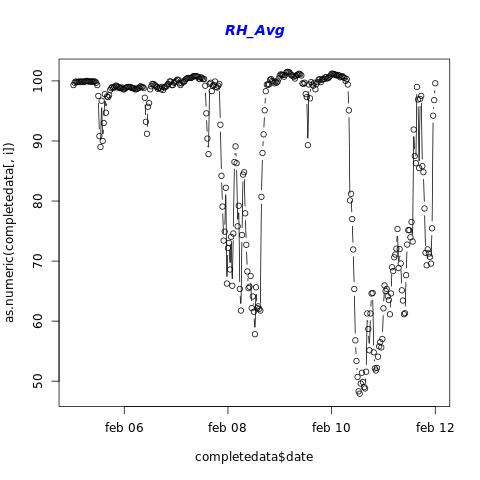 RH_Avg
as.numeric(completedata[, i])
100
90
80
70
60
50
feb 06
feb 08
feb 10
feb 12
completedata$date